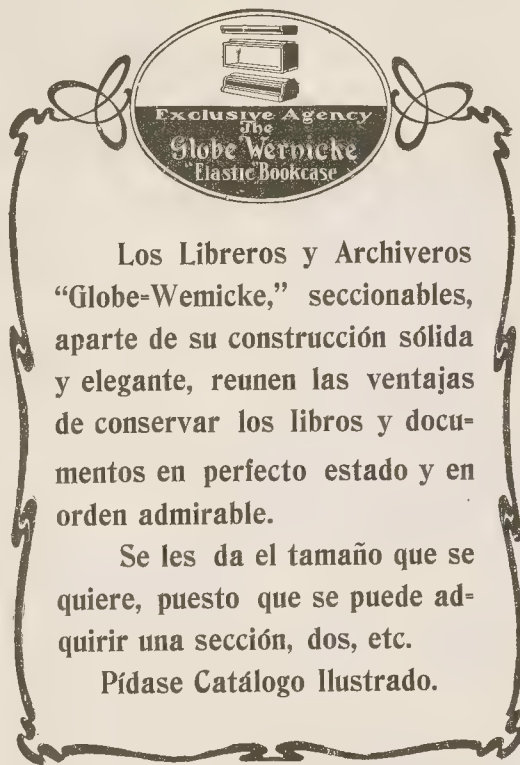 Exclusive Agency
The
Globe Wernicke
"Elastic" Bookcase
Los Libreros y Archiveros
“Globe=Wemicke,” seccionables,
aparte de su construcción sólida
y elegante, reunen las ventajas
de conservar los libros y docu=
mentos en perfecto estado y en
orden admirable.
Se les da el tamaño que se
quiere, puesto que se puede ad=
quirir una sección, dos, etc.
Pídase Catálogo Ilustrado.